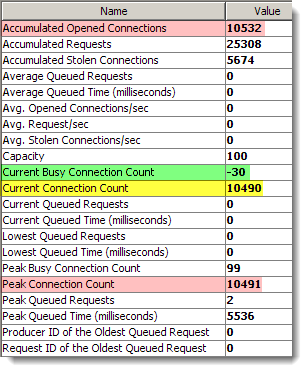 Name Value
Accumulated Opened Connections 10532
Accumulated Requests 25308
Accumulated Stolen Connections 5674
Average Queued Requests 0
Average Queued Time (milliseconds) 0
Avg. Opened Connections/sec 0
Avg. Request/sec 0
Avg. Stolen Connections/sec 0
Capacity 100
Current Busy Connection Count -30
Current Connection Count 10490
Current Queued Requests 0
Current Queued Time (milliseconds) 0
Lowest Queued Requests 0
Lowest Queued Time (milliseconds) 0
Peak Busy Connection Count 99
Peak Connection Count 10491
Peak Queued Requests 2
Peak Queued Time (milliseconds) 5536
Producer ID of the Oldest Queued Request 0
Request ID of the Oldest Queued Request 0